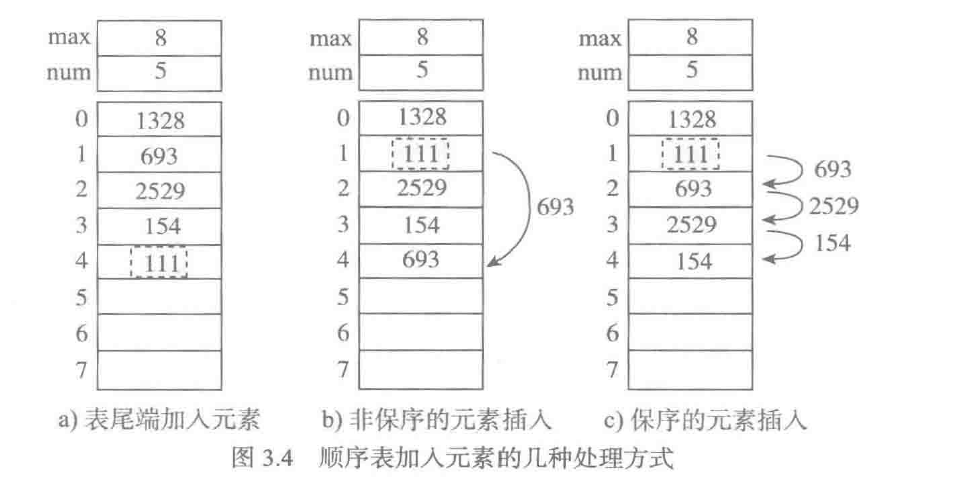 max 8 max 8 max 8
num 5 num 5 num 5
0 1328 0 1328 0 1328
1 693 1 111 1 111 693
2 2529 2 2529 2 693 2529
3 154 3 154 693 3 2529 154
4 111 4 693 4 154
5 5 5
6 6 6
7 7 7
a) 表尾端加入元素 b) 非保序的元素插入 c) 保序的元素插入
图 3.4 顺序表加入元素的几种处理方式